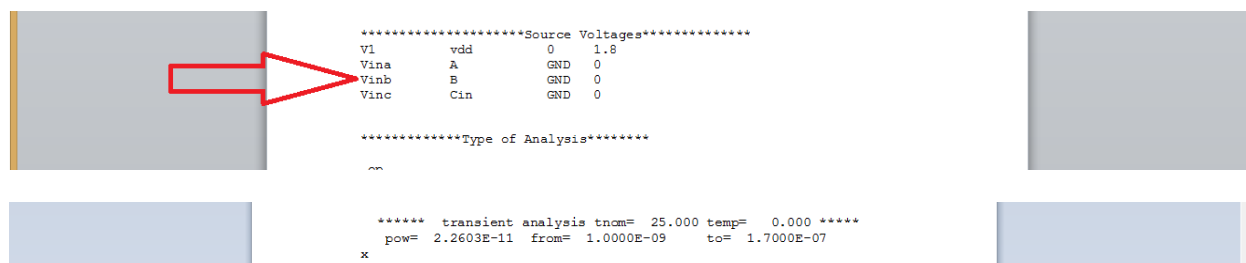 *********************Source Voltages**************
V1 vdd 0 1.8
Vina A GND 0
Vinb B GND 0
Vinc Cin GND 0
*************Type of Analysis********
****** transient analysis tnom= 25.000 temp= 0.000 *****
pow= 2.2603E-11 from= 1.0000E-09 to= 1.7000E-07
x